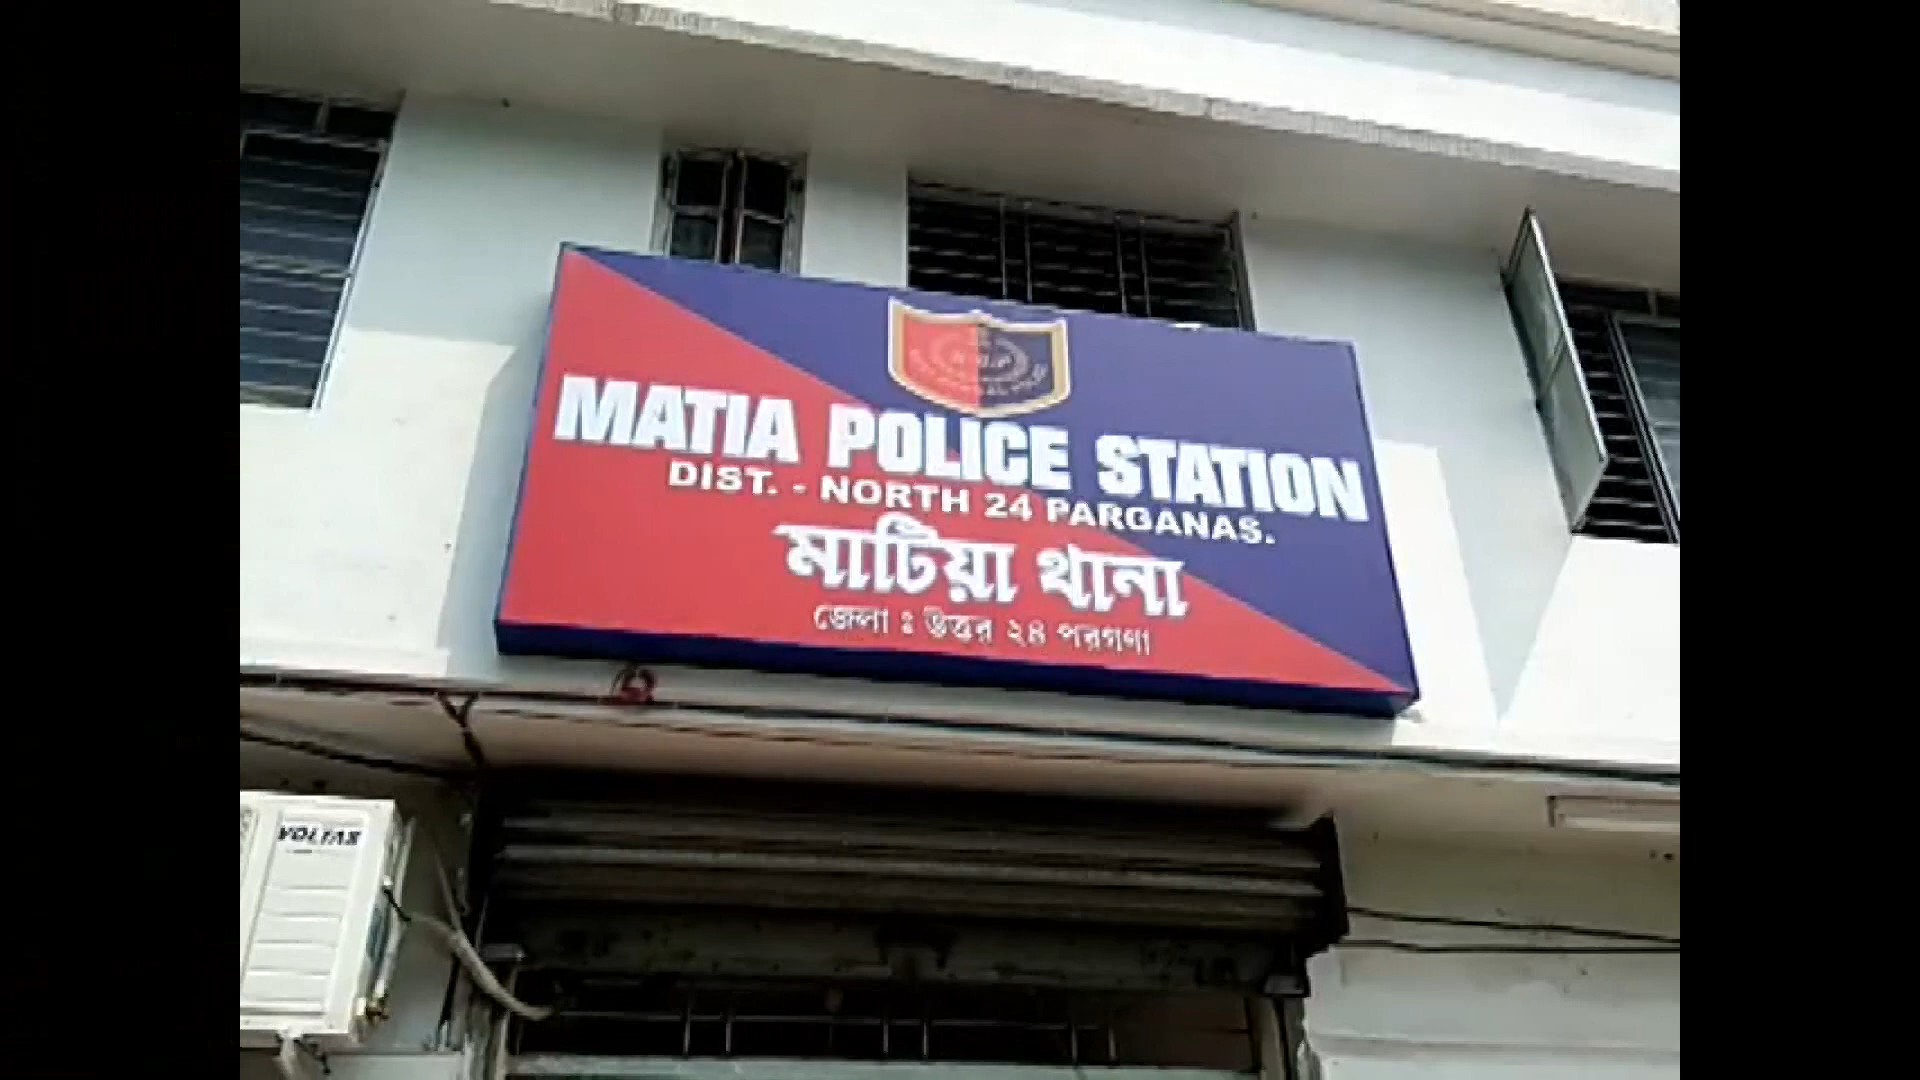 MATIA POLICE STATION
DIST. - NORTH 24 PARGANAS.
মাটিয়া থানা
জেলা ঃ উত্তর ২৪ পরগণা
VOLTAS